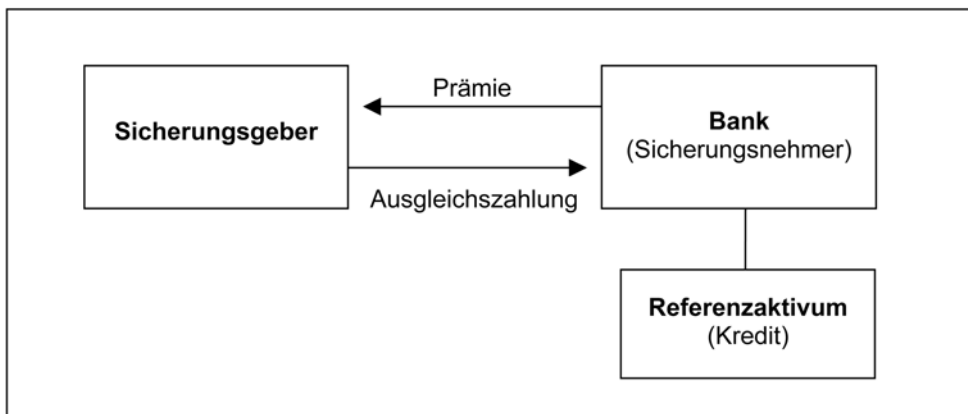 Prämie
Sicherungsgeber
Bank
(Sicherungsnehmer)
Ausgleichszahlung
Referenzaktivum
(Kredit)